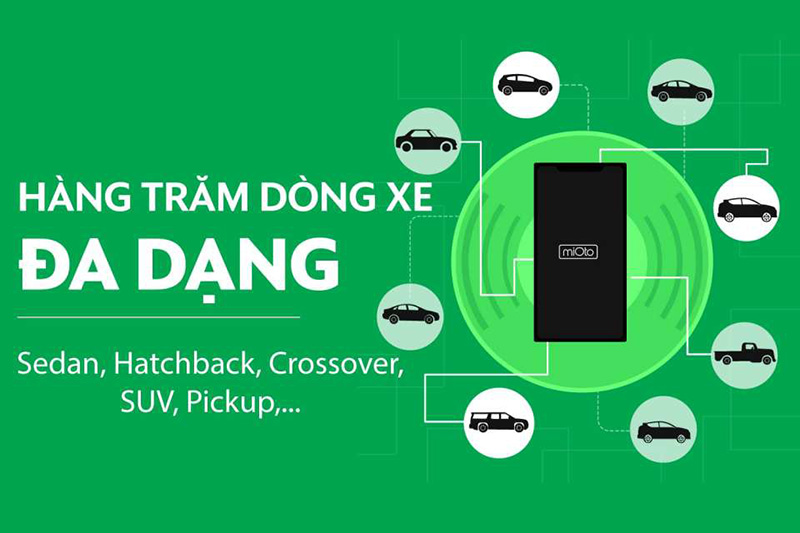 HÀNG TRĂM DÒNG XE
ĐA DẠNG
Sedan, Hatchback, Crossover,
SUV, Pickup,...
miOto